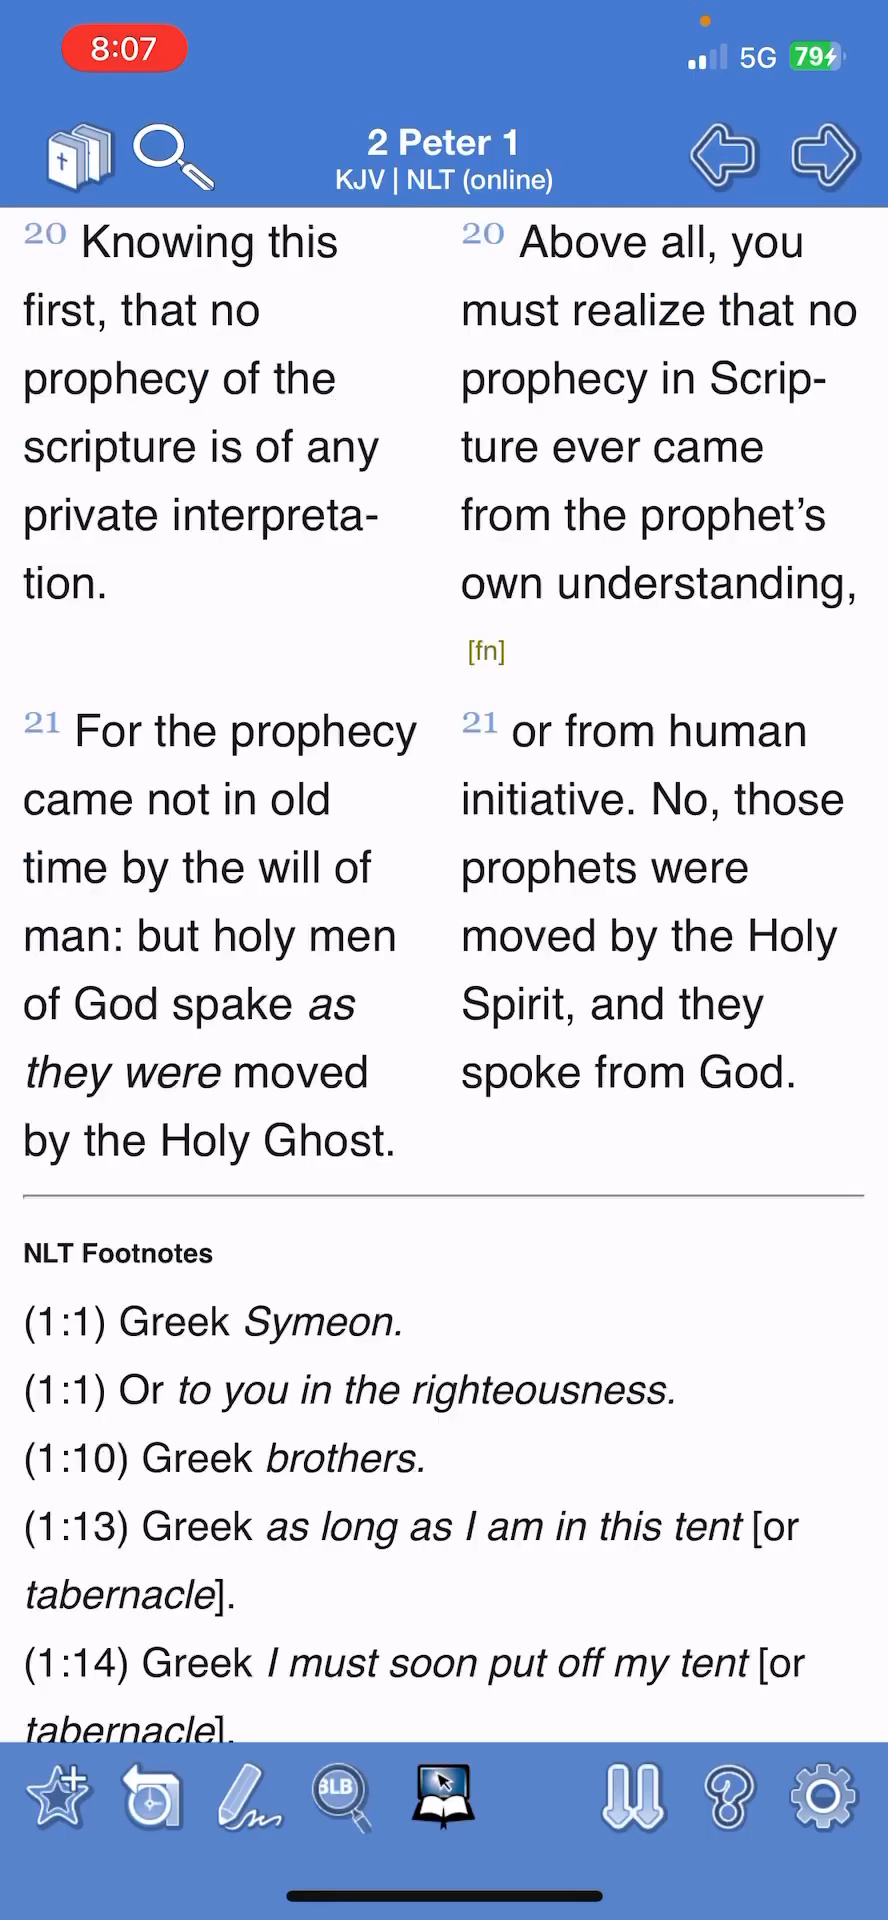 8:07
5G 79
2 Peter 1
KJV | NLT (online)
20 Knowing this
first, that no
prophecy of the
scripture is of any
private interpreta-
tion.
20 Above all, you
must realize that no
prophecy in Scrip-
ture ever came
from the prophet’s
own understanding,
[fn]
21 For the prophecy
came not in old
time by the will of
man: but holy men
of God spake as
they were moved
by the Holy Ghost.
21 or from human
initiative. No, those
prophets were
moved by the Holy
Spirit, and they
spoke from God.
NLT Footnotes
(1:1) Greek Symeon.
(1:1) Or to you in the righteousness.
(1:10) Greek brothers.
(1:13) Greek as long as I am in this tent [or
tabernacle].
(1:14) Greek I must soon put off my tent [or
tabernacle].
BLB